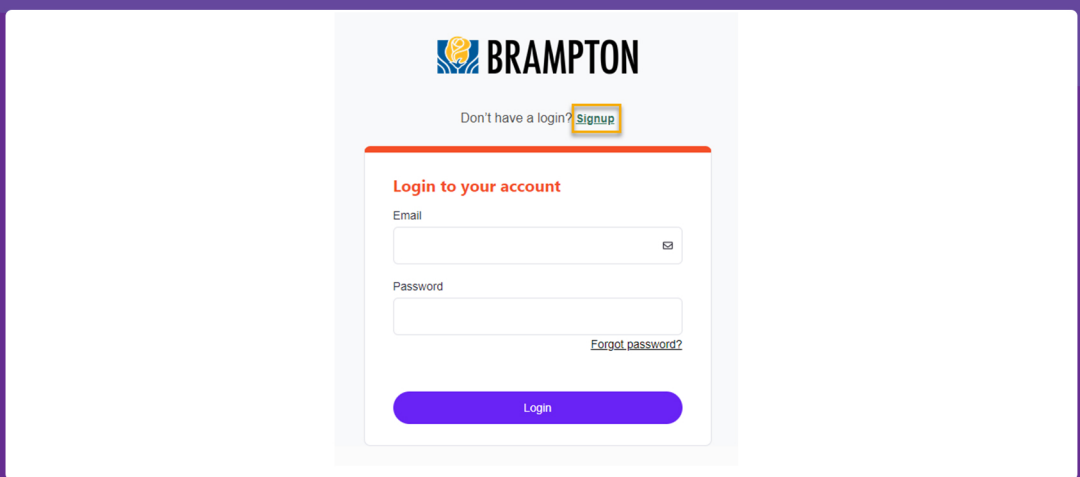 BRAMPTON
Don't have a login? Signup
Login to your account
Email
Password
Forgot password?
Login